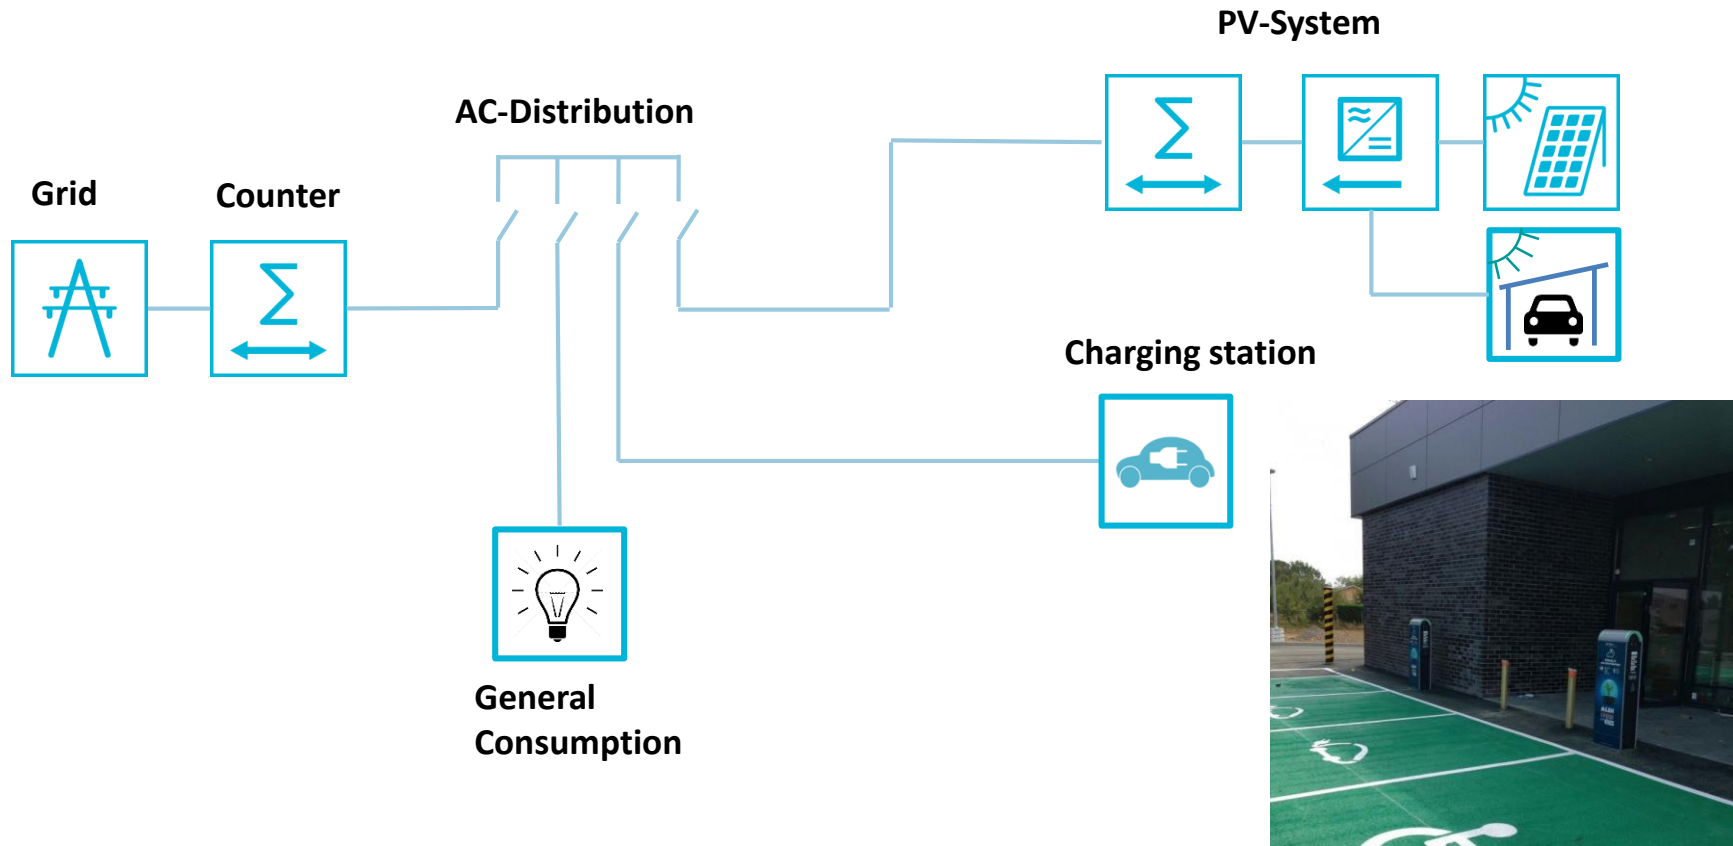 PV-System
AC-Distribution
Grid
Counter
Charging station
General
Consumption